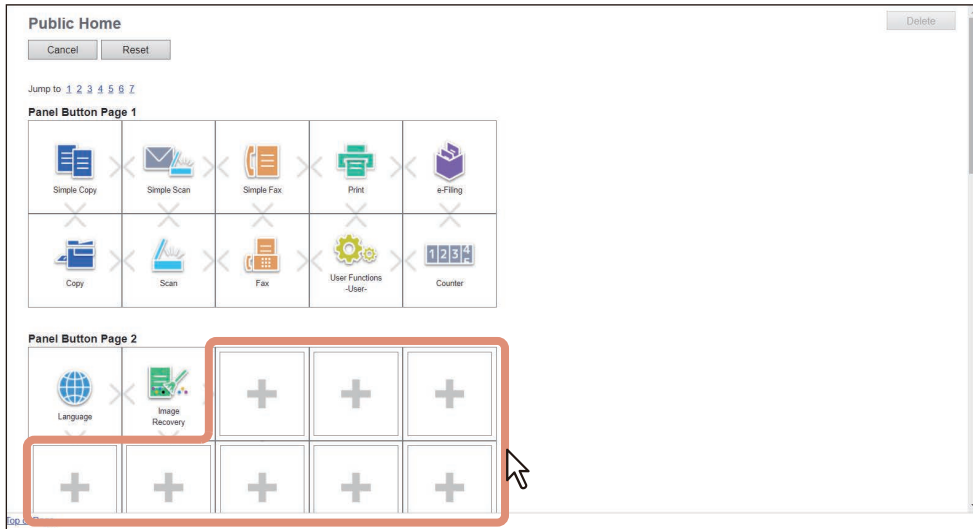 Public Home
Delete
Cancel Reset
Jump to 1 2 3 4 5 6 7
Panel Button Page 1
Simple Copy Simple Scan Simple Fax Print e-Filing
Copy Scan Fax User Functions -User- Counter
Panel Button Page 2
Language Image Recovery
Top